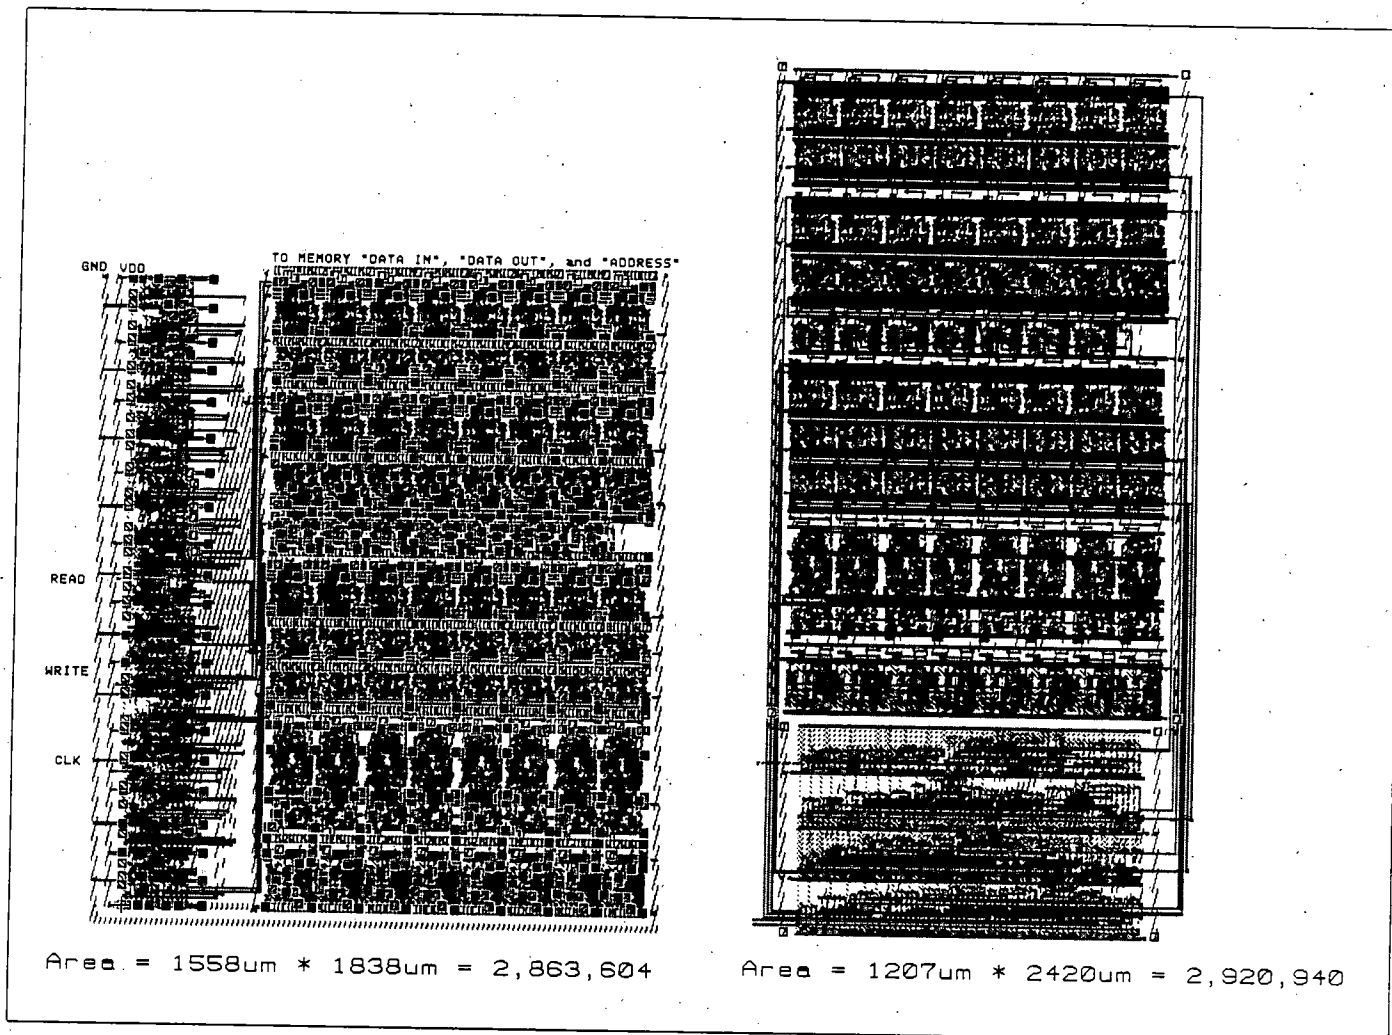 GND VDD
TO MEMORY "DATA IN", "DATA OUT", and "ADDRESS"
READ
WRITE
CLK
Area = 1558um * 1838um = 2,863,604
Area = 1207um * 2420um = 2,920,940